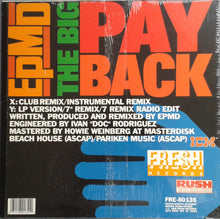 EPMD
THE BIG
PAY
BACK
X: CLUB REMIX/INSTRUMENTAL REMIX
Y: LP VERSION/7" REMIX/7 REMIX RADIO EDIT
WRITTEN, PRODUCED AND REMIXED BY EPMD
ENGINEERED BY IVAN "DOC" RODRIGUEZ
MASTERED BY HOWIE WEINBERG AT MASTERDISK
BEACH HOUSE (ASCAP)/PARIKEN MUSIC (ASCAP)
FRESH
RECORDS
RUSH
FRE-80135